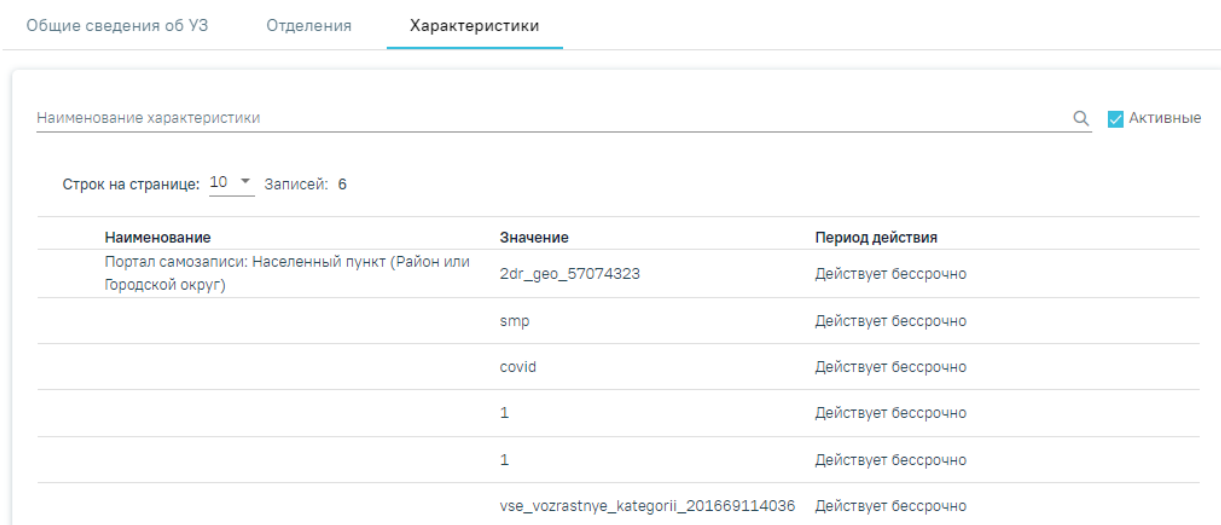 Общие сведения об УЗ Отделения Характеристики
Наименование характеристики Активные
Строк на странице: 10 Записей: 6
Наименование Значение Период действия
Портал самозаписи: Населенный пункт (Район или
Городской округ) 2dr_geo_57074323 Действует бессрочно
smp Действует бессрочно
covid Действует бессрочно
1 Действует бессрочно
1 Действует бессрочно
vse_vozrastnye_kategorii_201669114036 Действует бессрочно